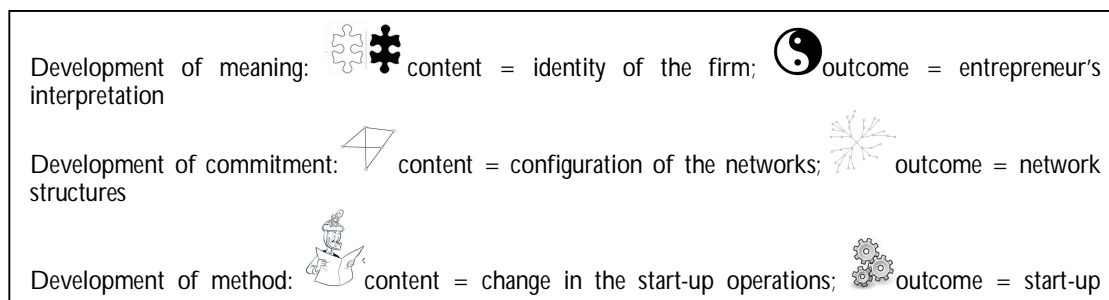 Development of meaning: content = identity of the firm; outcome = entrepreneur's
interpretation
Development of commitment: content = configuration of the networks; outcome = network
structures
Development of method: content = change in the start-up operations; outcome = start-up